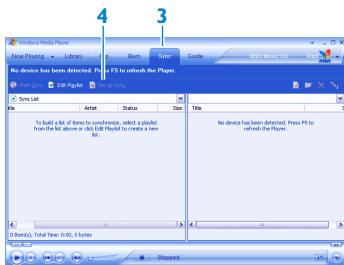 4 3
Windows Media Player
Now Playing Library Rip Burn Sync Guide MSN Music UK
No device has been detected. Press F5 to refresh the Player.
Start Sync Edit Playlist Set up Sync
Sync List
Title Artist Status Size Title
To build a list of items to synchronize, select a playlist
from the list above or click Edit Playlist to create a new
list.
No device has been detected. Press F5 to
refresh the Player.
0 Item(s), Total Time: 0:00, 0 bytes
Stopped